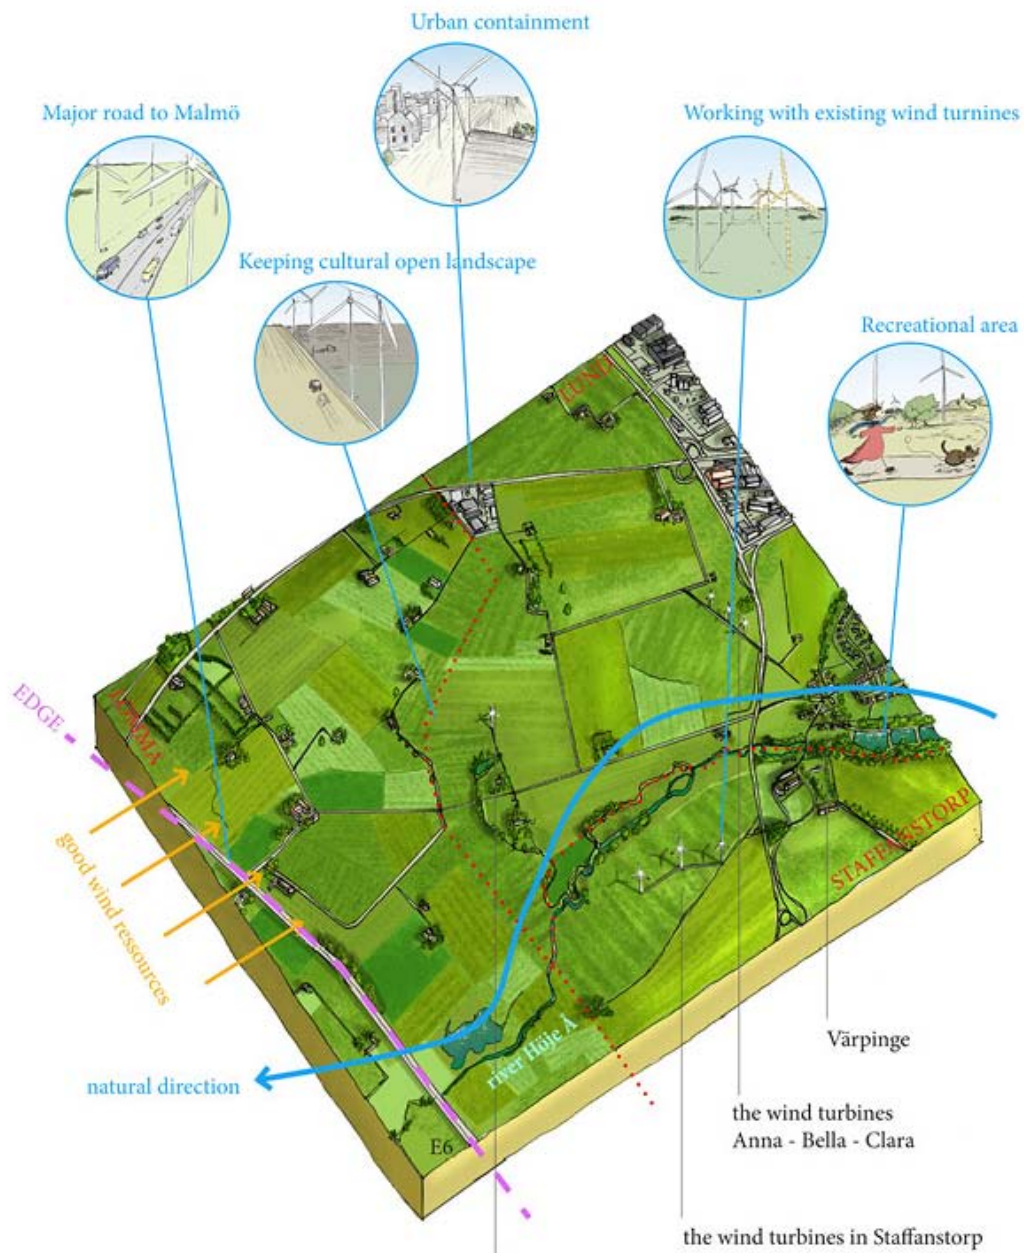 Urban containment
Major road to Malmö
Working with existing wind turnines
Keeping cultural open landscape
Recreational area
LUND
EDGE
LOMMA
good wind ressources
STAFFANSTORP
river Höje Å
Värpinge
natural direction
the wind turbines
Anna - Bella - Clara
E6
the wind turbines in Staffanstorp